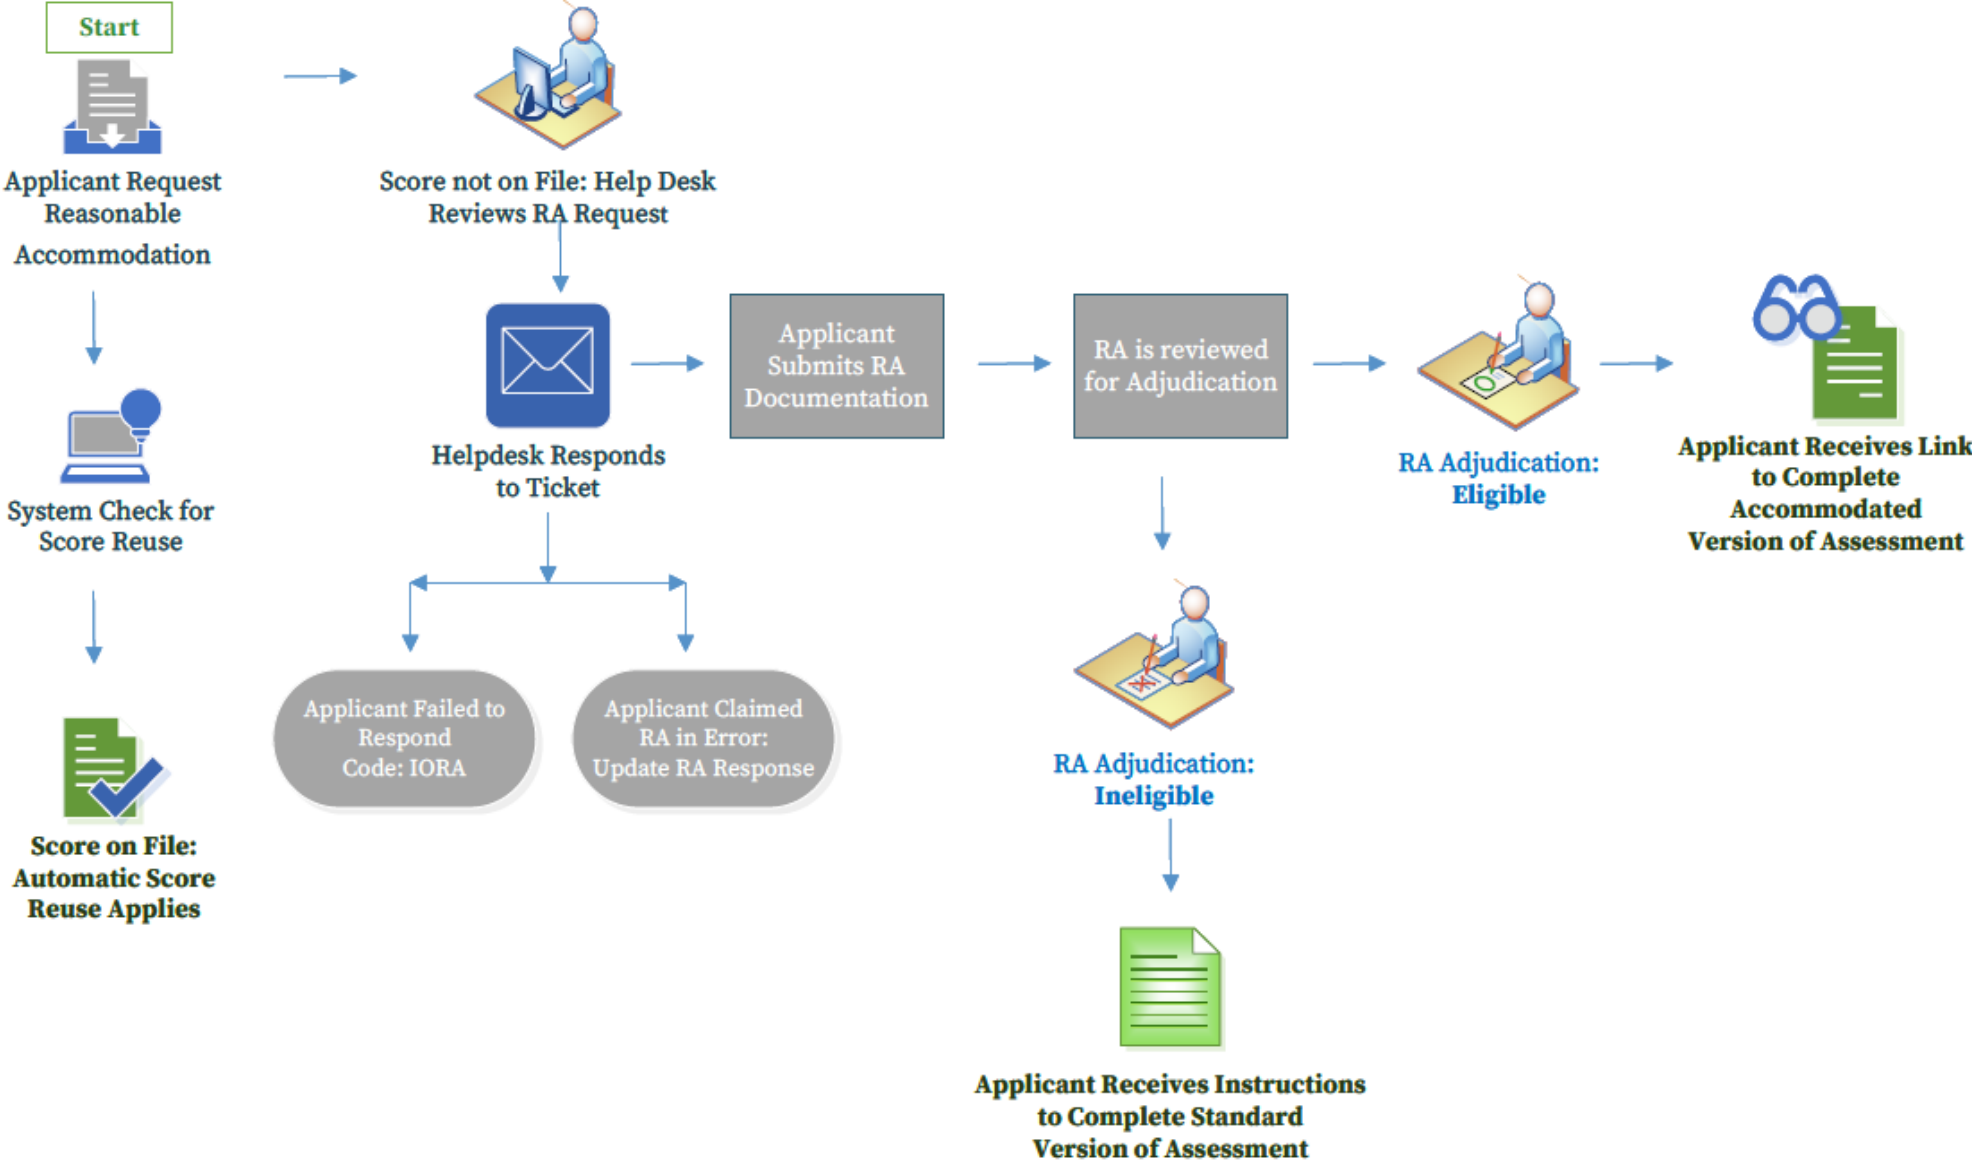 Start
Applicant Request
Reasonable
Accommodation
Score not on File: Help Desk
Reviews RA Request
System Check for
Score Reuse
Score on File:
Automatic Score
Reuse Applies
Helpdesk Responds
to Ticket
Applicant Failed to
Respond
Code: IORA
Applicant Claimed
RA in Error:
Update RA Response
Applicant
Submits RA
Documentation
RA is reviewed
for Adjudication
RA Adjudication:
Eligible
Applicant Receives Link
to Complete
Accommodated
Version of Assessment
RA Adjudication:
Ineligible
Applicant Receives Instructions
to Complete Standard
Version of Assessment